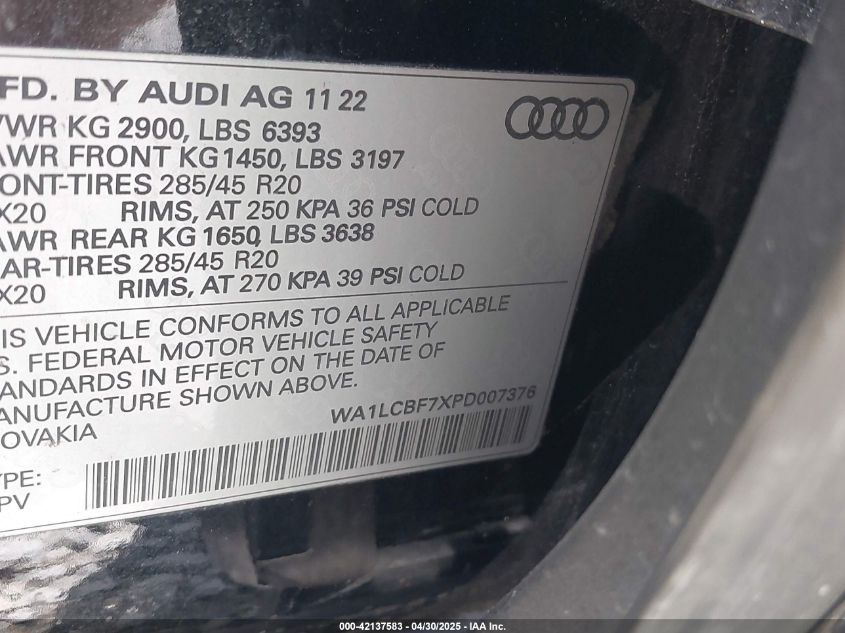 FD. BY AUDI AG 11 22
VWR KG 2900, LBS 6393
AWR FRONT KG1450, LBS 3197
ONT-TIRES 285/45 R20
X20 RIMS, AT 250 KPA 36 PSI COLD
AWR REAR KG 1650, LBS 3638
AR-TIRES 285/45 R20
X20 RIMS, AT 270 KPA 39 PSI COLD
IS VEHICLE CONFORMS TO ALL APPLICABLE
S. FEDERAL MOTOR VEHICLE SAFETY
ANDARDS IN EFFECT ON THE DATE OF
ANUFACTURE SHOWN ABOVE.
WA1LCBF7XPD007376
OVAKIA
YPE:
PV
000-42137583 - 04/30/2025 - IAA Inc.